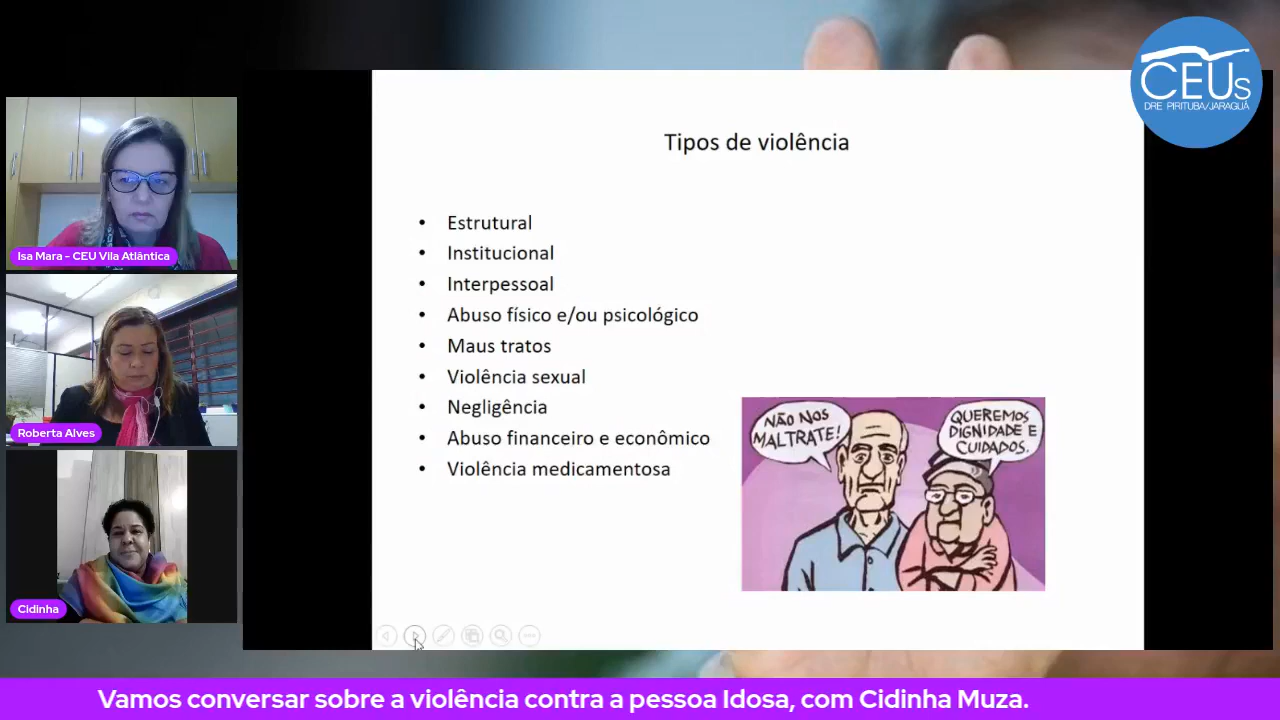 CEUs
DRE PIRITUBA/JARAGUÁ
Tipos de violência
• Estrutural
• Institucional
• Interpessoal
• Abuso físico e/ou psicológico
• Maus tratos
• Violência sexual
• Negligência
• Abuso financeiro e econômico
• Violência medicamentosa
NÃO NOS
MALTRATE!
QUEREMOS
DIGNIDADE E
CUIDADOS.
Isa Mara - CEU Vila Atlântica
Roberta Alves
Cidinha
Vamos conversar sobre a violência contra a pessoa Idosa, com Cidinha Muza.